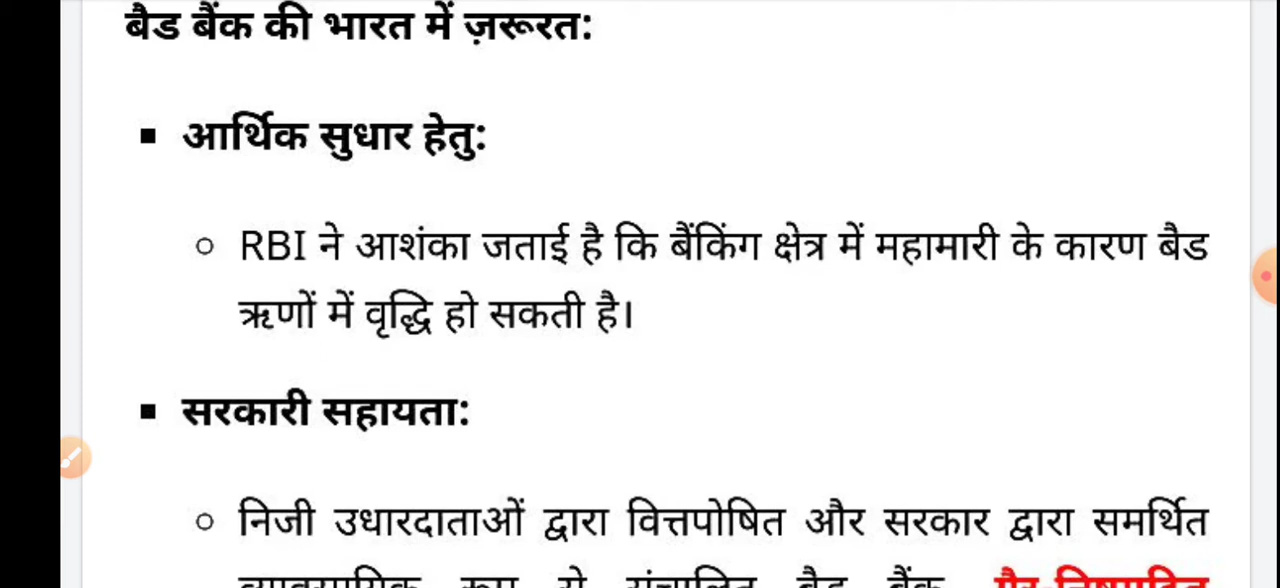 बैड बैंक की भारत में ज़रूरत:
▪ आर्थिक सुधार हेतु:
○ RBI ने आशंका जताई है कि बैंकिंग क्षेत्र में महामारी के कारण बैड
ऋणों में वृद्धि हो सकती है।
▪ सरकारी सहायता:
○ निजी उधारदाताओं द्वारा वित्तपोषित और सरकार द्वारा समर्थित